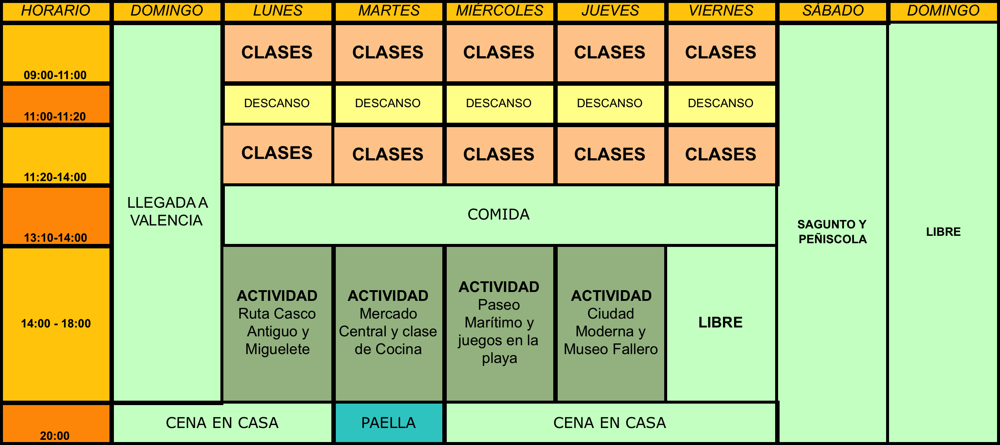 HORARIO DOMINGO LUNES MARTES MIÉRCOLES JUEVES VIERNES SÁBADO DOMINGO
09:00-11:00 CLASES CLASES CLASES CLASES CLASES
11:00-11:20 DESCANSO DESCANSO DESCANSO DESCANSO DESCANSO
11:20-14:00 CLASES CLASES CLASES CLASES CLASES
LLEGADA A
VALENCIA
13:10-14:00
COMIDA
SAGUNTO Y
PEÑISCOLA
LIBRE
14:00 - 18:00
ACTIVIDAD
Ruta Casco
Antiguo y
Miguelete
ACTIVIDAD
Mercado
Central y clase
de Cocina
ACTIVIDAD
Paseo
Marítimo y
juegos en la
playa
ACTIVIDAD
Ciudad
Moderna y
Museo Fallero
LIBRE
20:00 CENA EN CASA PAELLA CENA EN CASA